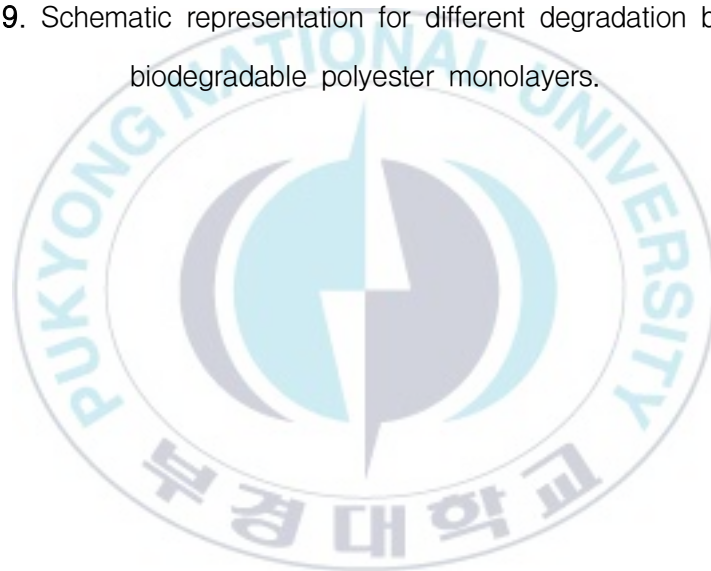 9. Schematic representation for different degradation b
biodegradable polyester monolayers.
PUKYONG NATIONAL UNIVERSITY
부경대학교